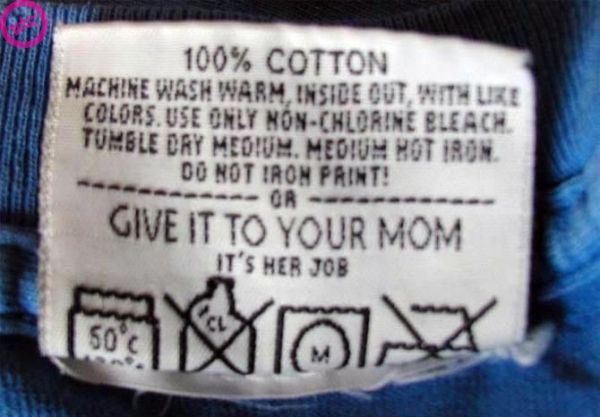 100% COTTON
MACHINE WASH WARM, INSIDE OUT, WITH LIKE
COLORS. USE ONLY NON-CHLORINE BLEACH.
TUMBLE DRY MEDIUM. MEDIUM HOT IRON.
DO NOT IRON PRINT!
OR
GIVE IT TO YOUR MOM
IT'S HER JOB
50°C CL M